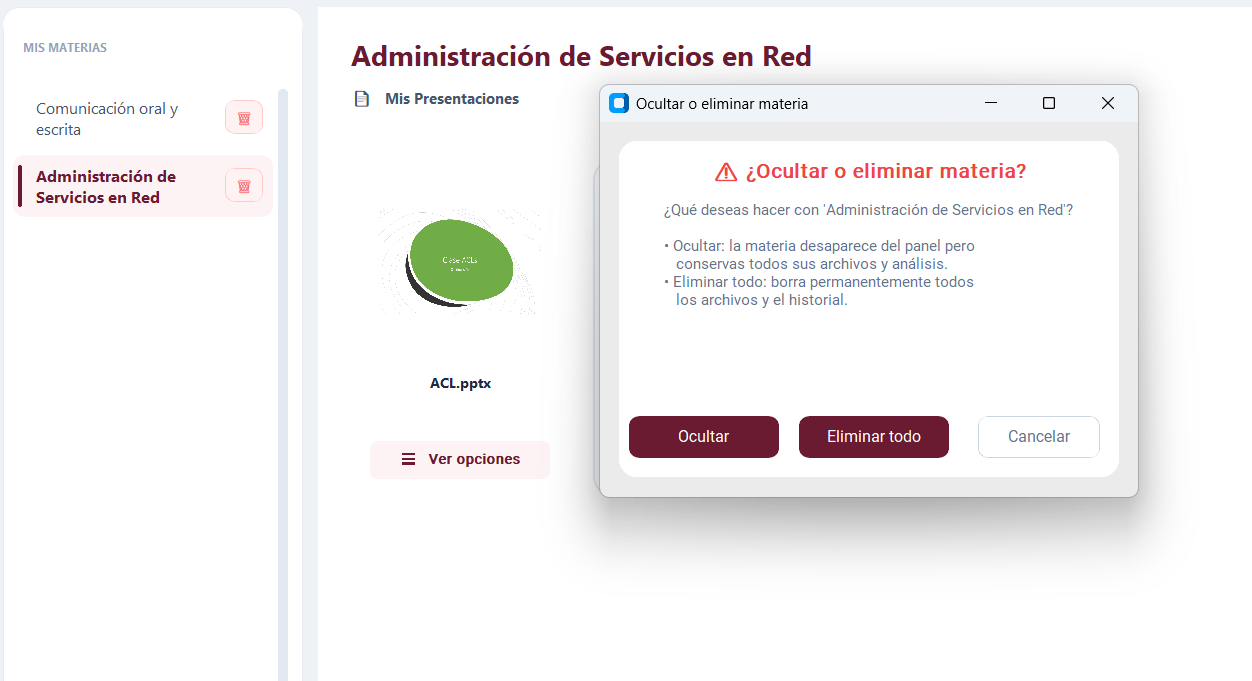 MIS MATERIAS
Comunicación oral y
escrita
Administración de
Servicios en Red
Administración de Servicios en Red
Mis Presentaciones
Clase ACLs
ACL.pptx
Ver opciones
Ocultar o eliminar materia
¿Ocultar o eliminar materia?
¿Qué deseas hacer con 'Administración de Servicios en Red'?
• Ocultar: la materia desaparece del panel pero
conservas todos sus archivos y análisis.
• Eliminar todo: borra permanentemente todos
los archivos y el historial.
Ocultar
Eliminar todo
Cancelar